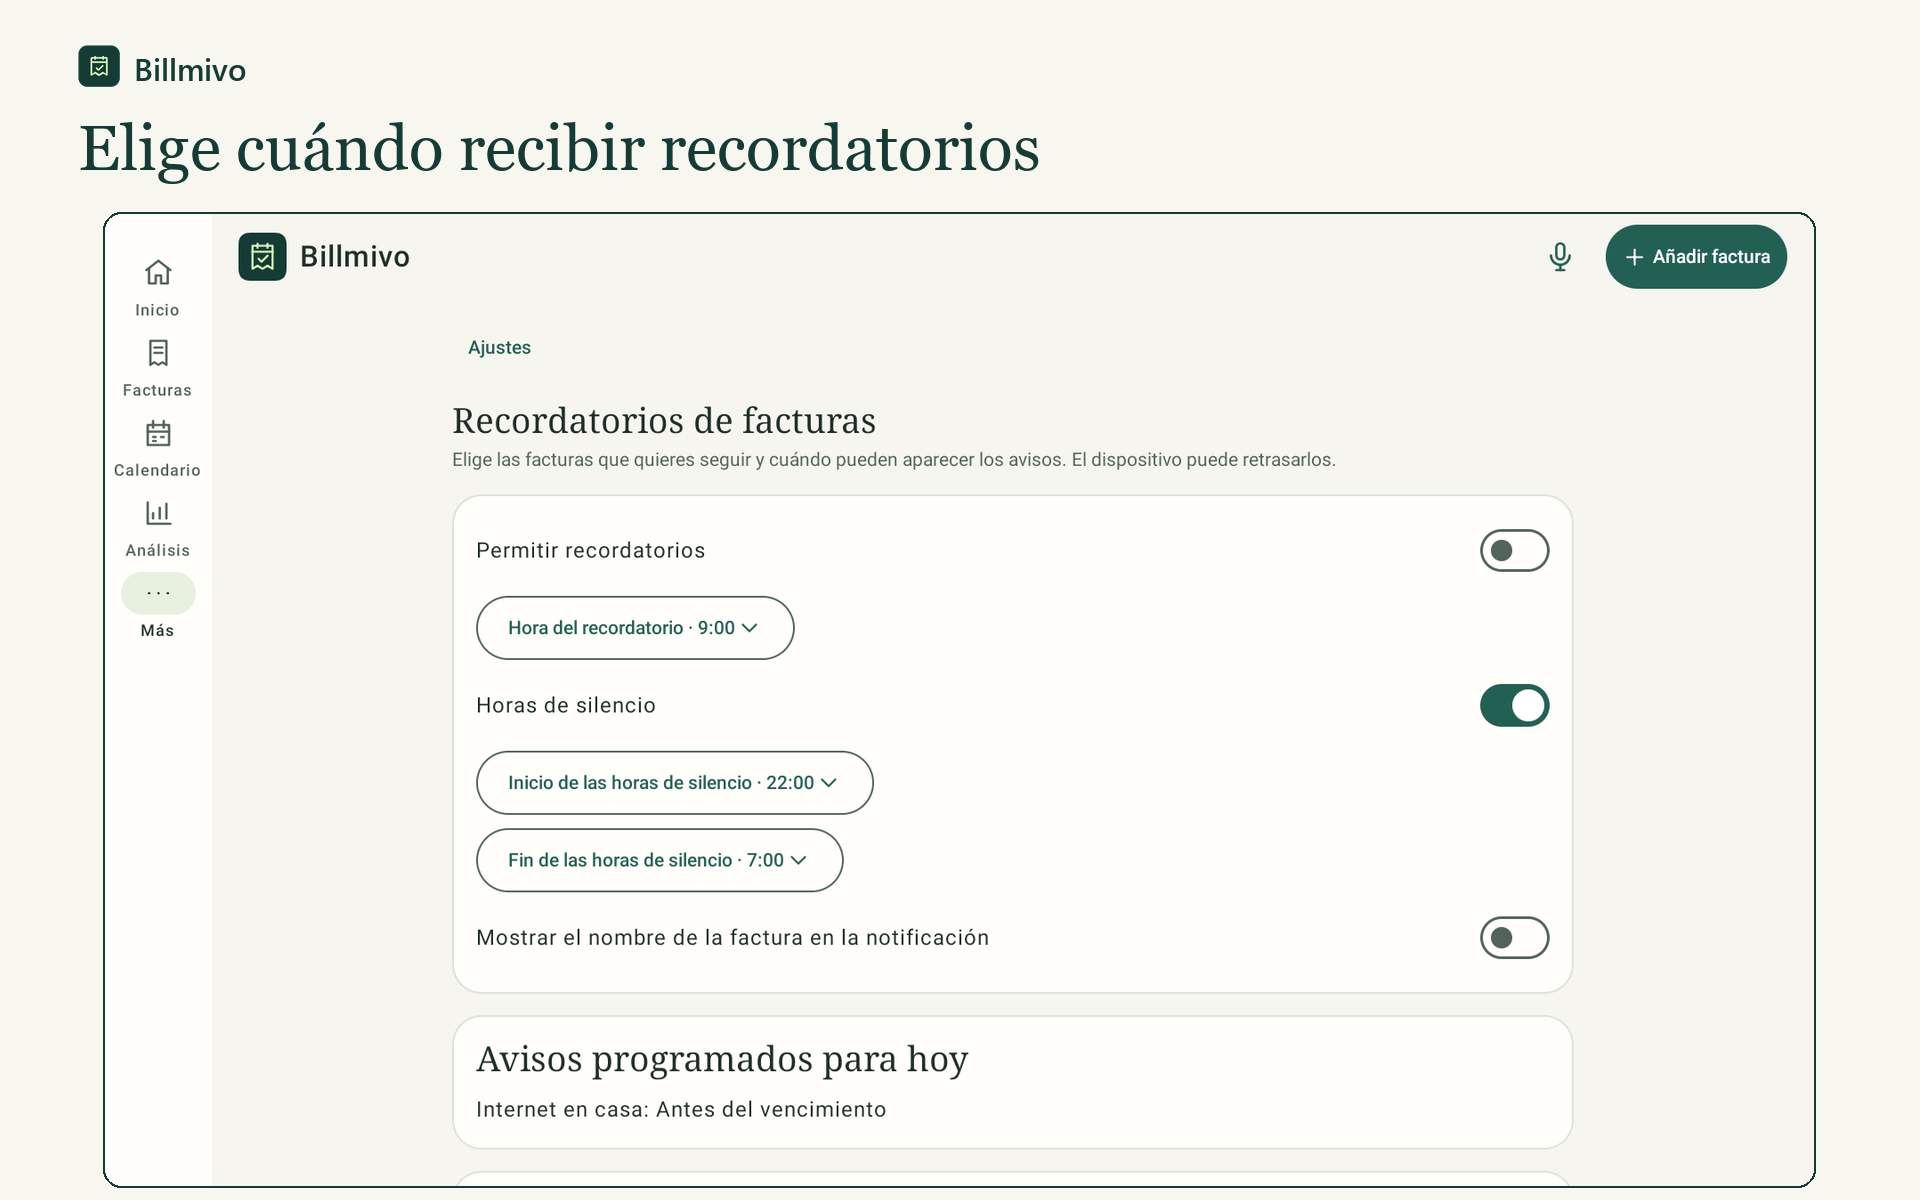 Billmivo
Elige cuándo recibir recordatorios
Billmivo
Añadir factura
Inicio
Facturas
Calendario
Análisis
Más
Ajustes
Recordatorios de facturas
Elige las facturas que quieres seguir y cuándo pueden aparecer los avisos. El dispositivo puede retrasarlos.
Permitir recordatorios
Hora del recordatorio · 9:00
Horas de silencio
Inicio de las horas de silencio · 22:00
Fin de las horas de silencio · 7:00
Mostrar el nombre de la factura en la notificación
Avisos programados para hoy
Internet en casa: Antes del vencimiento